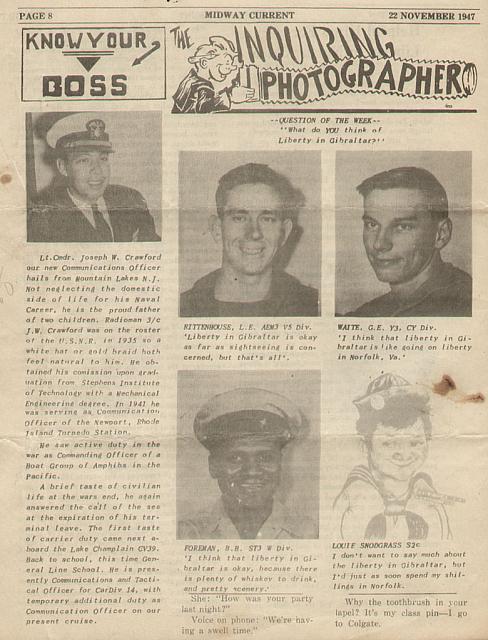 PAGE 8
MIDWAY CURRENT
22 NOVEMBER 1947
KNOW YOUR
BOSS
THE
INQUIRING
PHOTOGRAPHER
Lt.Cmdr. Joseph W. Crawford
our new Communications Officer
hails from Mountain Lakes N.J.
Not neglecting the domestic
side of life for his Naval
Career, he is the proud father
of two children. Radioman 3/c
J.W. Crawford was on the roster
of the U.S.N.R. in 1935 so a
white hat or gold braid both
feel natural to him. He ob-
tained his comission upon grad-
uation from Stephens Institute
of Technology with a Mechanical
Engineering degree. In 1941 he
was serving as Communication
Officer of the Newport, Rhode
Island Torpedo Station.
He saw active duty in the
war as Commanding Officer of a
Boat Group of Amphibs in the
Pacific.
A brief taste of civilian
life at the wars end, he again
answered the call of the sea
at the expiration of his ter-
minal leave. The first taste
of carrier duty came next a-
board the Lake Champlain CV39.
Back to school, this time Gen-
eral Line School. He is pres-
ently Communications and Tacti-
cal Officer for CarDiv 14, with
temporary additional duty as
Communication Officer on our
present cruise.
--QUESTION OF THE WEEK--
"What do YOU think of
Liberty in Gibraltar?"
RITTENHOUSE, L.E. AEM3 V5 Div.
'Liberty in Gibraltar is okay
as far as sightseeing is con-
cerned, but that's all'.
WAITE, G.E. Y3, CY Div.
'I think that liberty in Gi-
braltar is like going on liberty
in Norfolk, Va.'
FOREMAN, B.B. ST3 W Div.
'I think that liberty in Gi-
braltar is okay, because there
is plenty of whiskey to drink,
and pretty scenery.'
She: "How was your party
last night?"
Voice on phone: "We're hav-
ing a swell time."
LOUIE SNODGRASS S2c
I don't want to say much about
the liberty in Gibraltar, but
I'd just as soon spend my shil-
lings in Norfolk.
Why the toothbrush in your
lapel? It's my class pin—I go
to Colgate.